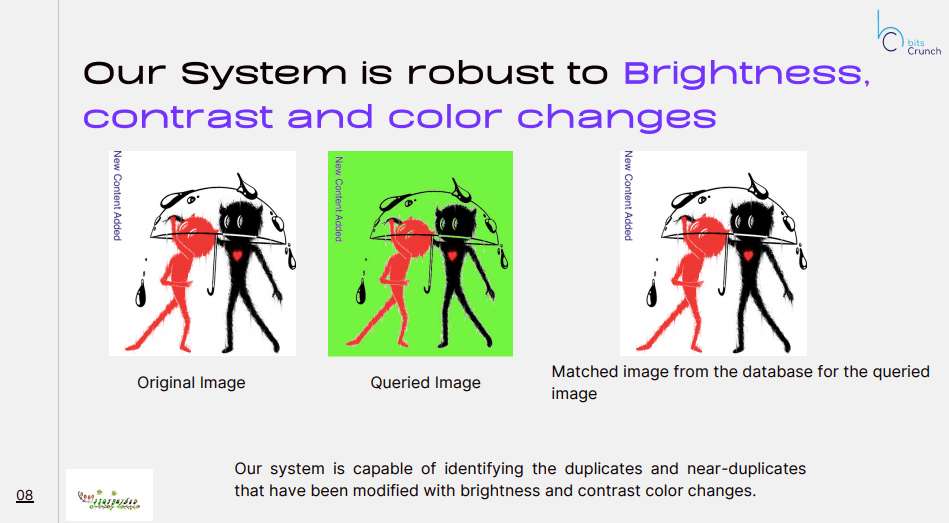 bits
Crunch
Our System is robust to Brightness,
contrast and color changes
New Content Added
New Content Added
New Content Added
Original Image
Queried Image
Matched image from the database for the queried
image
Our system is capable of identifying the duplicates and near-duplicates
that have been modified with brightness and contrast color changes.
08